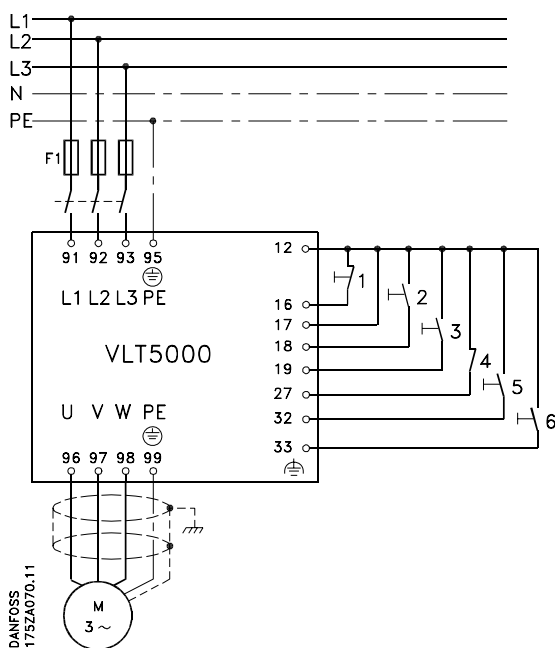 L1
L2
L3
N
PE
F1
91 92 93 95
L1 L2 L3 PE
VLT5000
U V W PE
96 97 98 99
12
16
17
18
19
27
32
33
1
2
3
4
5
6
M
3 ~
DANFOSS
175ZA070.11